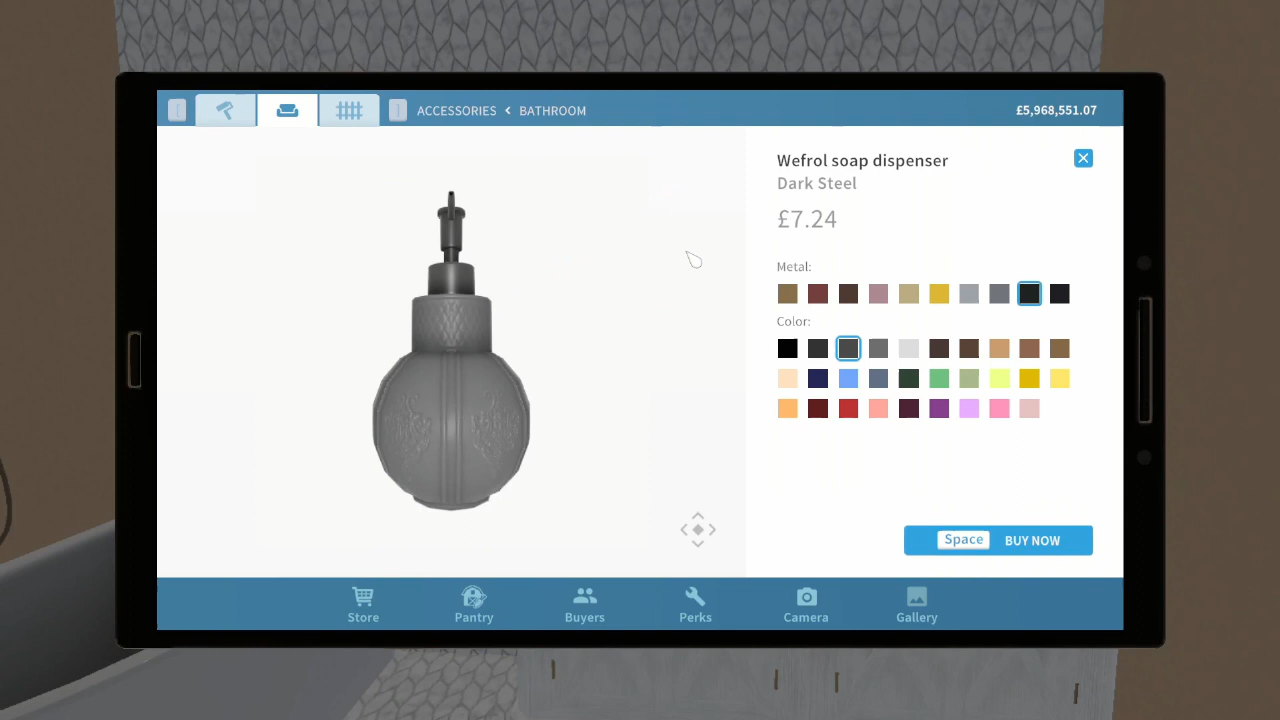 ACCESSORIES < BATHROOM
£5,968,551.07
Wefrol soap dispenser
Dark Steel
£7.24
Metal:
Color:
Space BUY NOW
Store Pantry Buyers Perks Camera Gallery